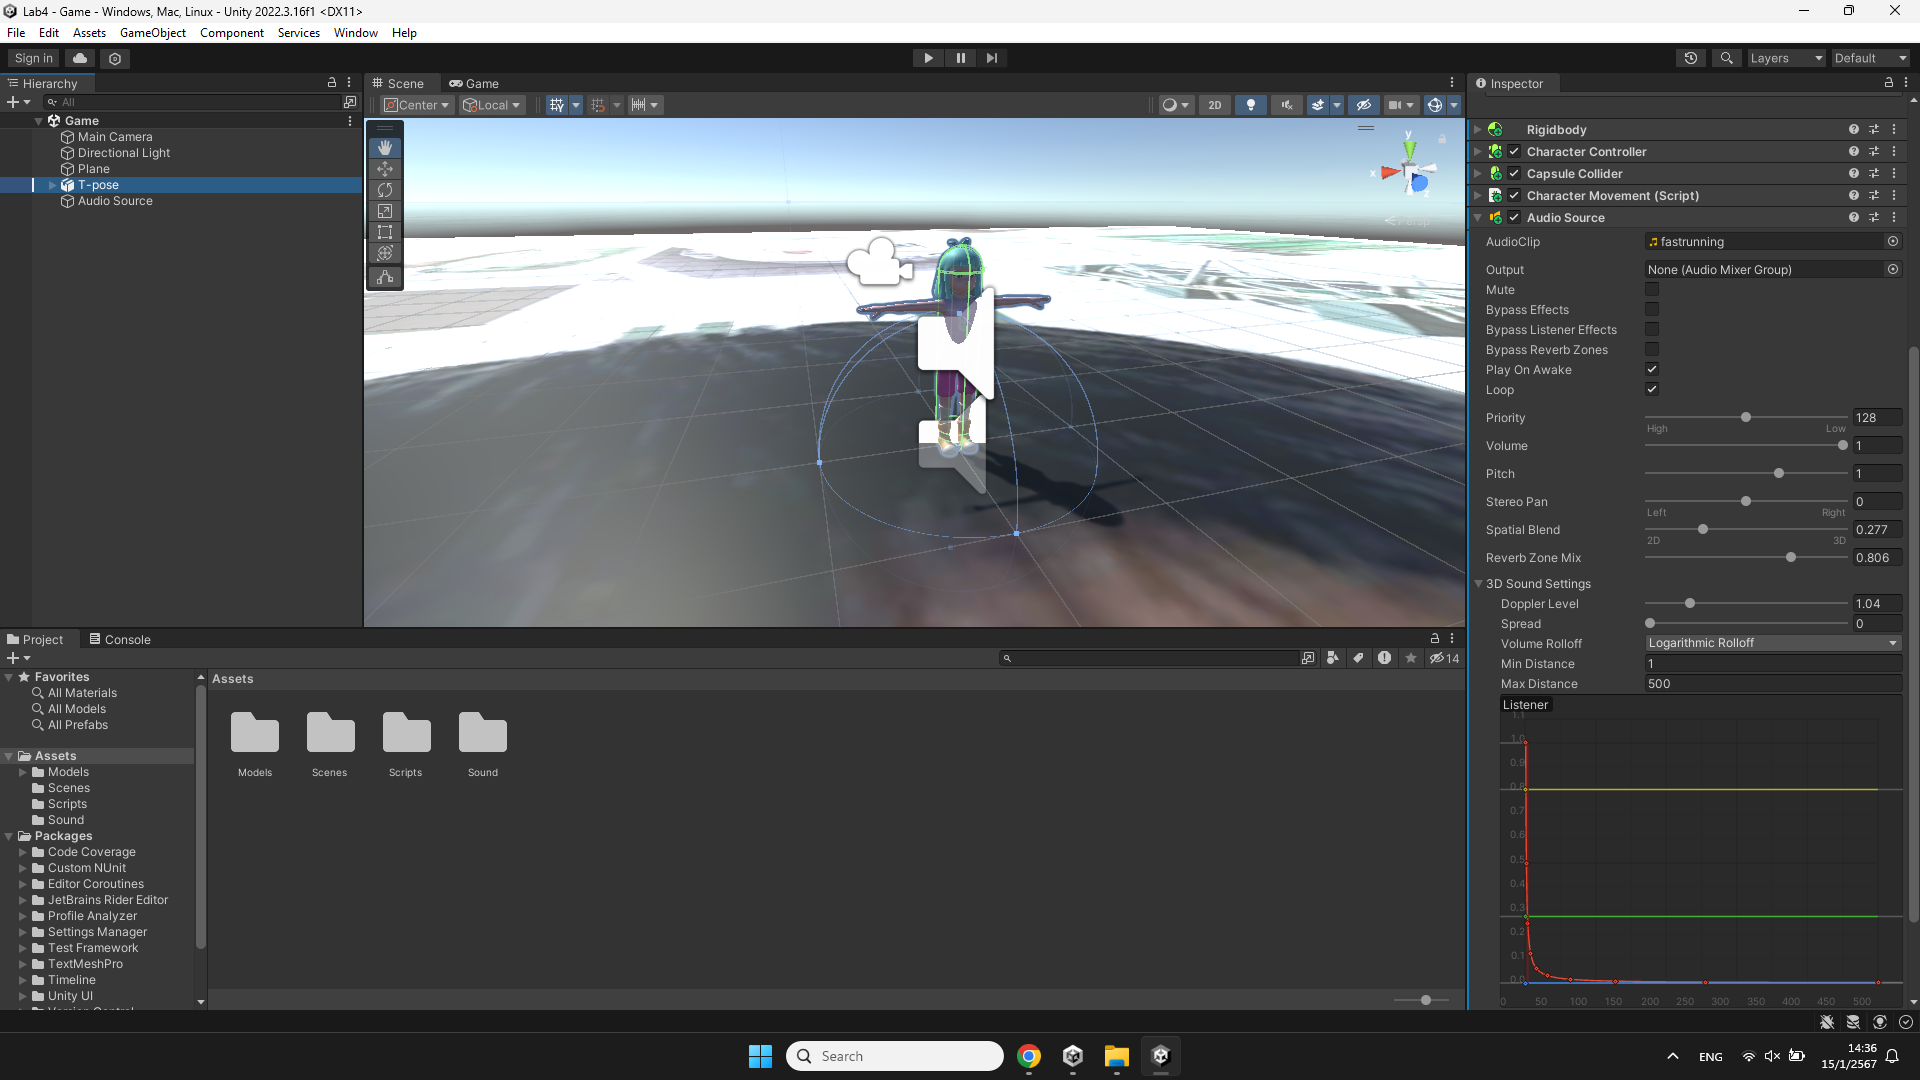 Lab4 - Game - Windows, Mac, Linux - Unity 2022.3.16f1 <DX11>
File Edit Assets GameObject Component Services Window Help
Sign in
Layers
Default
Hierarchy
All
Game
Main Camera
Directional Light
Plane
T-pose
Audio Source
Scene
Game
Center
Local
2D
y
x
z
Persp
Inspector
Rigidbody
Character Controller
Capsule Collider
Character Movement (Script)
Audio Source
AudioClip
fastrunning
Output
None (Audio Mixer Group)
Mute
Bypass Effects
Bypass Listener Effects
Bypass Reverb Zones
Play On Awake
Loop
Priority
128
High
Low
Volume
1
Pitch
1
Stereo Pan
0
Left
Right
Spatial Blend
0.277
2D
3D
Reverb Zone Mix
0.806
3D Sound Settings
Doppler Level
1.04
Spread
0
Volume Rolloff
Logarithmic Rolloff
Min Distance
1
Max Distance
500
Listener
1.1
1.0
0.9
0.8
0.7
0.6
0.5
0.4
0.3
0.2
0.1
0.0
0 50 100 150 200 250 300 350 400 450 500
Project
Console
14
Favorites
All Materials
All Models
All Prefabs
Assets
Models
Scenes
Scripts
Sound
Packages
Code Coverage
Custom NUnit
Editor Coroutines
JetBrains Rider Editor
Profile Analyzer
Settings Manager
Test Framework
TextMeshPro
Timeline
Unity UI
Version Control
Assets
Models
Scenes
Scripts
Sound
Search
ENG
14:36
15/1/2567